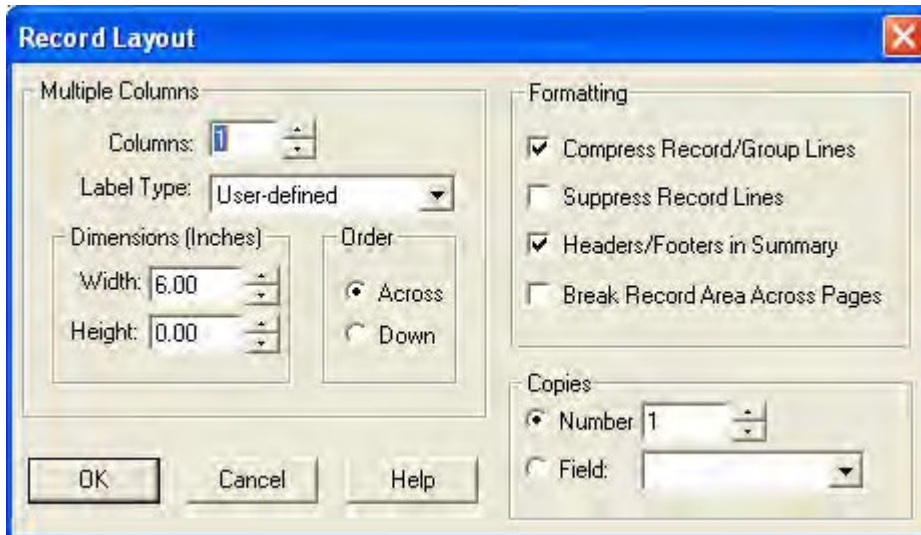 Record Layout
Multiple Columns
Columns: 1
Label Type: User-defined
Dimensions (Inches)
Width: 6.00
Height: 0.00
Order
Across
Down
Formatting
Compress Record/Group Lines
Suppress Record Lines
Headers/Footers in Summary
Break Record Area Across Pages
Copies
Number 1
Field:
OK
Cancel
Help